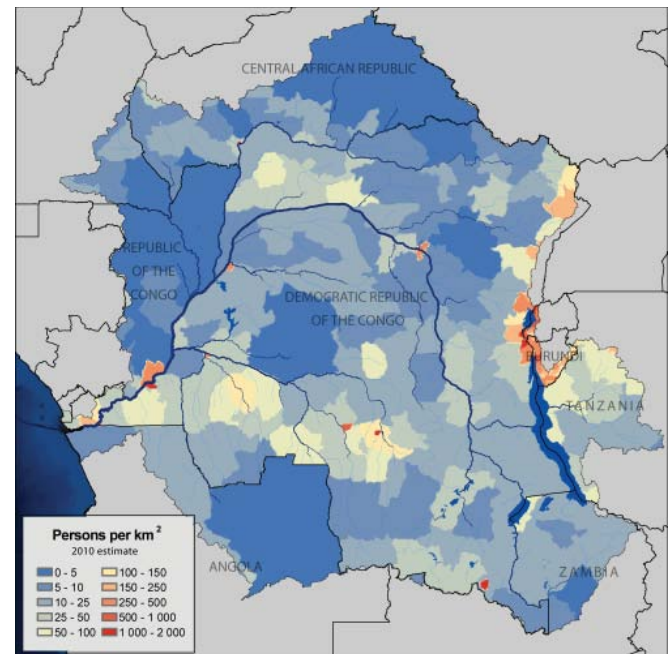 CENTRAL AFRICAN REPUBLIC
REPUBLIC
OF THE
CONGO
DEMOCRATIC REPUBLIC
OF THE CONGO
BURUNDI
TANZANIA
ANGOLA
ZAMBIA
Persons per km²
2010 estimate
0 - 5
5 - 10
10 - 25
25 - 50
50 - 100
100 - 150
150 - 250
250 - 500
500 - 1 000
1 000 - 2 000